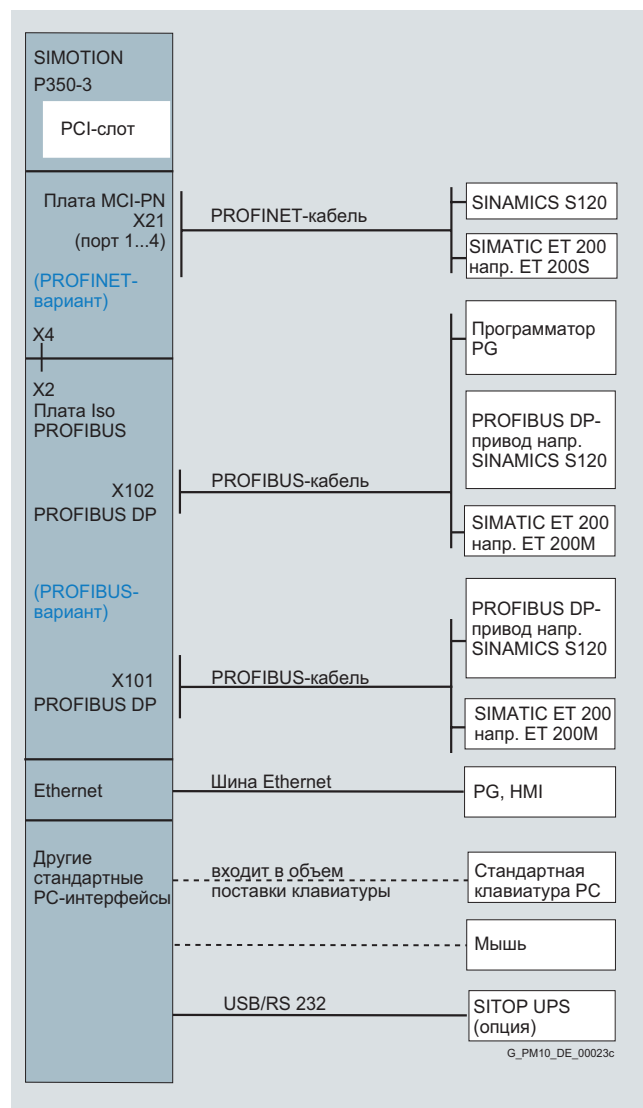 SIMOTION
P350-3
PCI-слот
Плата MCI-PN
X21
(порт 1...4)
PROFINET-кабель
SINAMICS S120
SIMATIC ET 200
напр. ET 200S
(PROFINET-
вариант)
X4
X2
Плата Iso
PROFIBUS
Программатор
PG
PROFIBUS DP-
привод напр.
SINAMICS S120
X102
PROFIBUS DP
PROFIBUS-кабель
SIMATIC ET 200
напр. ET 200M
(PROFIBUS-
вариант)
PROFIBUS DP-
привод напр.
SINAMICS S120
X101
PROFIBUS DP
PROFIBUS-кабель
SIMATIC ET 200
напр. ET 200M
Ethernet
Шина Ethernet
PG, HMI
Другие
стандартные
PC-интерфейсы
входит в объем
поставки клавиатуры
Стандартная
клавиатура PC
Мышь
USB/RS 232
SITOP UPS
(опция)
G_PM10_DE_00023c